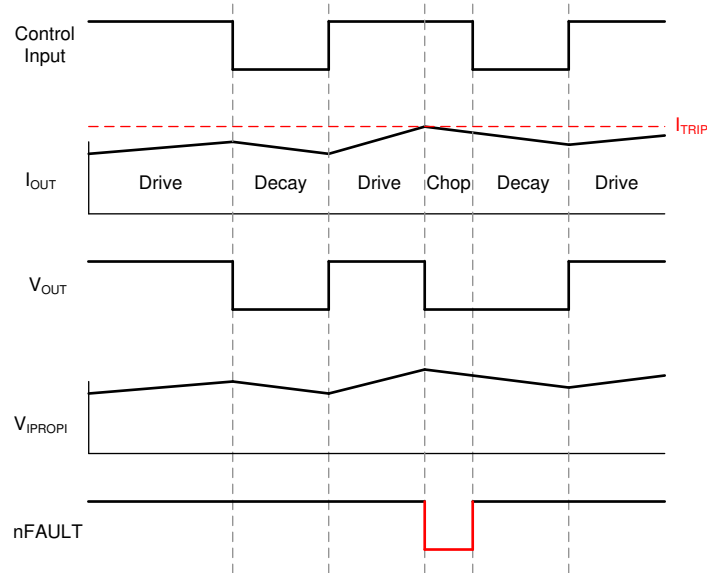 Control
Input
I_TRIP
I_OUT
Drive Decay Drive Chop Decay Drive
V_OUT
V_IPROPI
nFAULT